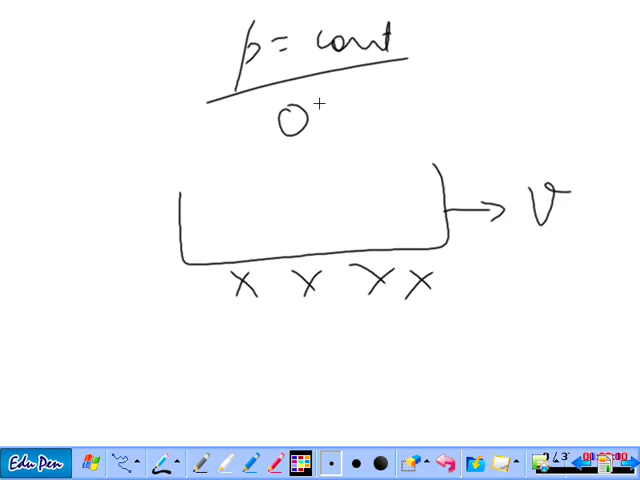 p = cont
0
V
x x x x
Edu Pen